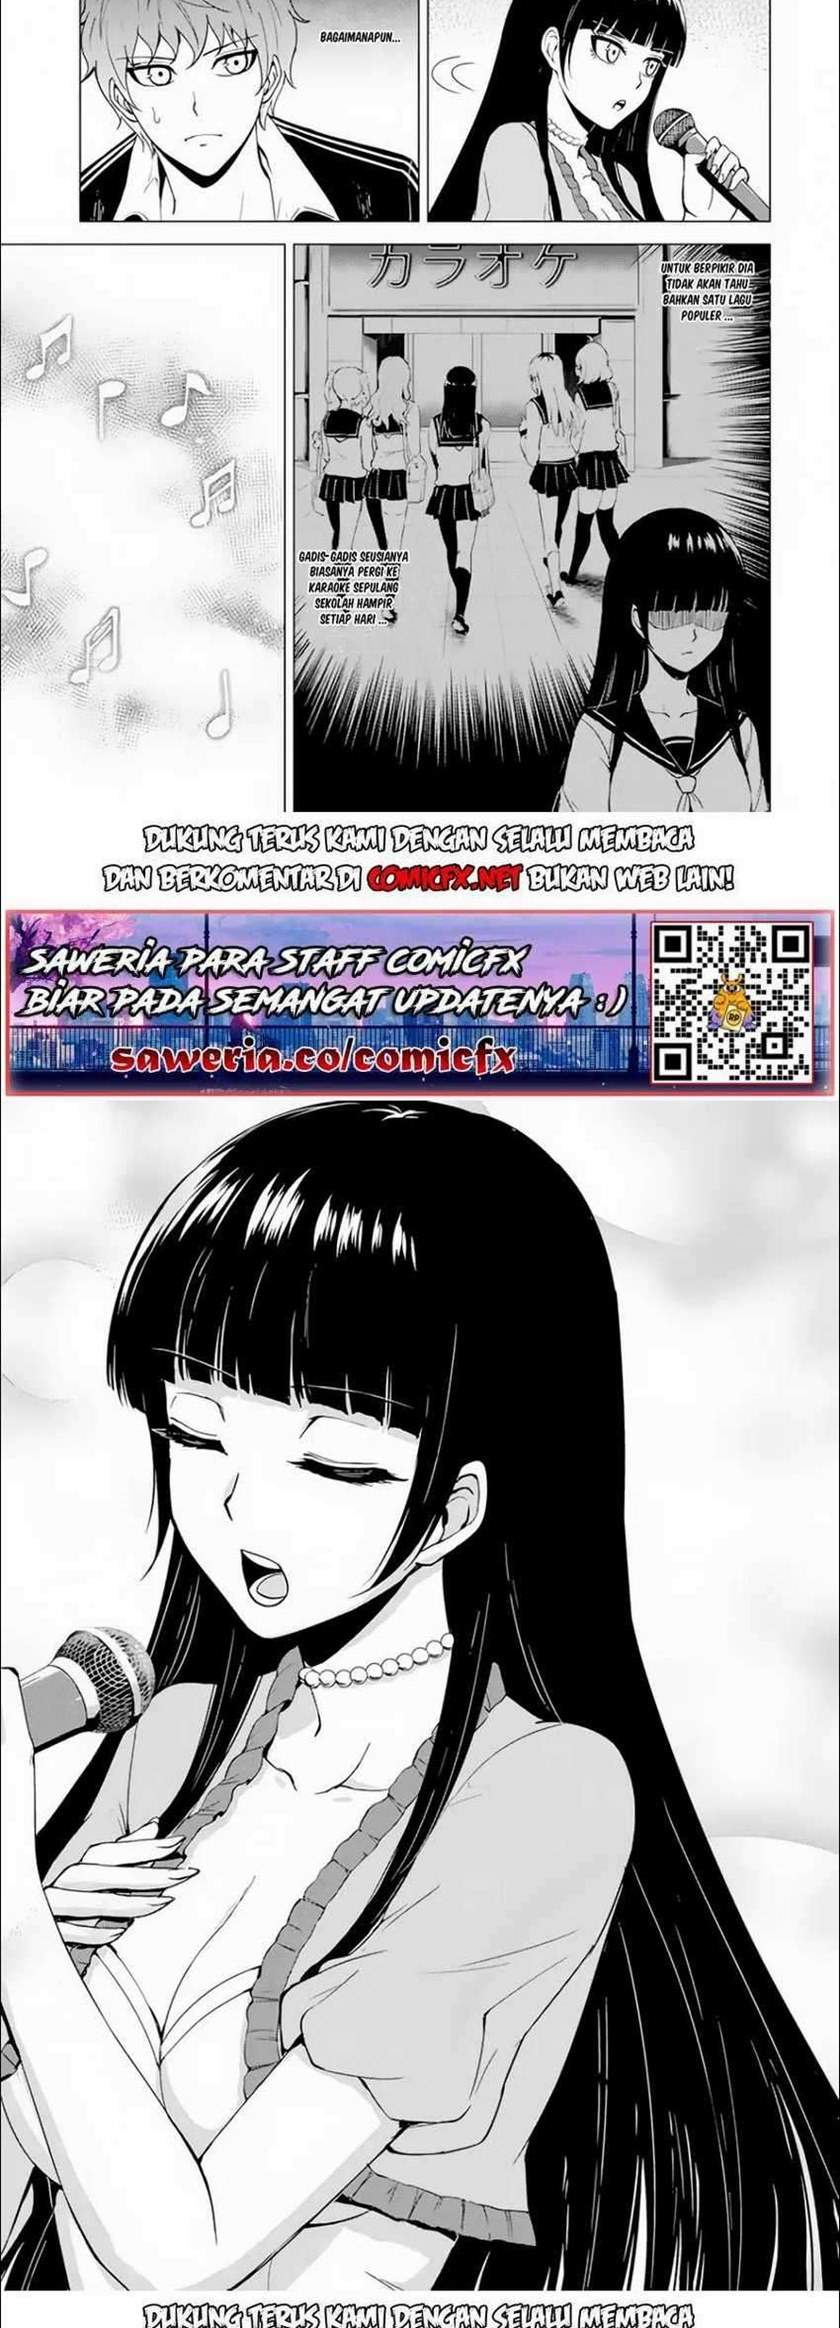 BAGAIMANAPUN...
カラオケ
UNTUK BERPIKIR DIA
TIDAK AKAN TAHU
BAHKAN SATU LAGU
POPULER ...
GADIS-GADIS SEUSIANYA
BIASANYA PERGI KE
KARAOKE SEPULANG
SEKOLAH HAMPIR
SETIAP HARI ...
DUKUNG TERUS KAMI DENGAN SELALU MEMBACA
DAN BERKOMENTAR DI COMICFX.NET BUKAN WEB LAIN!
SAWERIA PARA STAFF COMICFX
BIAR PADA SEMANGAT UPDATENYA :)
saweria.co/comicfx
RP
DUKUNG TERUS KAMI DENGAN SELALU MEMBACA